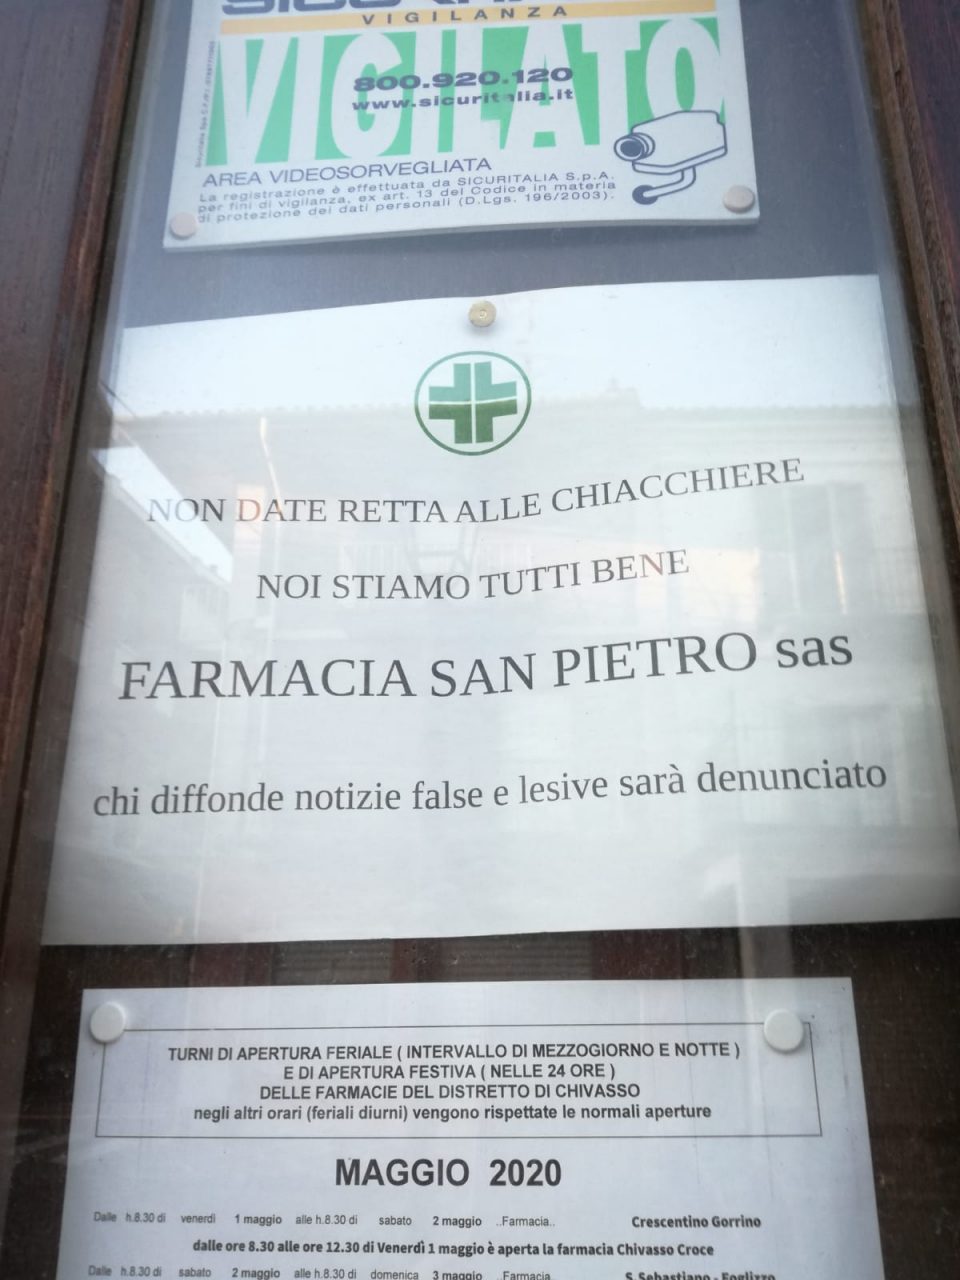 VIGILANZA
VIGILATO
800.920.120
www.sicuritalia.it
AREA VIDEOSORVEGLIATA
La registrazione è effettuata da SICURITALIA S.p.A.
per fini di vigilanza, ex art. 13 del Codice in materia
di protezione dei dati personali (D.Lgs. 196/2003).
NON DATE RETTA ALLE CHIACCHIERE
NOI STIAMO TUTTI BENE
FARMACIA SAN PIETRO sas
chi diffonde notizie false e lesive sarà denunciato
TURNI DI APERTURA FERIALE ( INTERVALLO DI MEZZOGIORNO E NOTTE )
E DI APERTURA FESTIVA ( NELLE 24 ORE )
DELLE FARMACIE DEL DISTRETTO DI CHIVASSO
negli altri orari (feriali diurni) vengono rispettate le normali aperture
MAGGIO 2020
Dalle h.8.30 di venerdì 1 maggio alle h.8.30 di sabato 2 maggio ..Farmacia.. Crescentino Gorrino
dalle ore 8.30 alle ore 12.30 di Venerdì 1 maggio è aperta la farmacia Chivasso Croce
Dalle h.8.30 di sabato 2 maggio alle h.8.30 di domenica 3 maggio ..Farmacia.. S.Sebastiano - Foglizzo